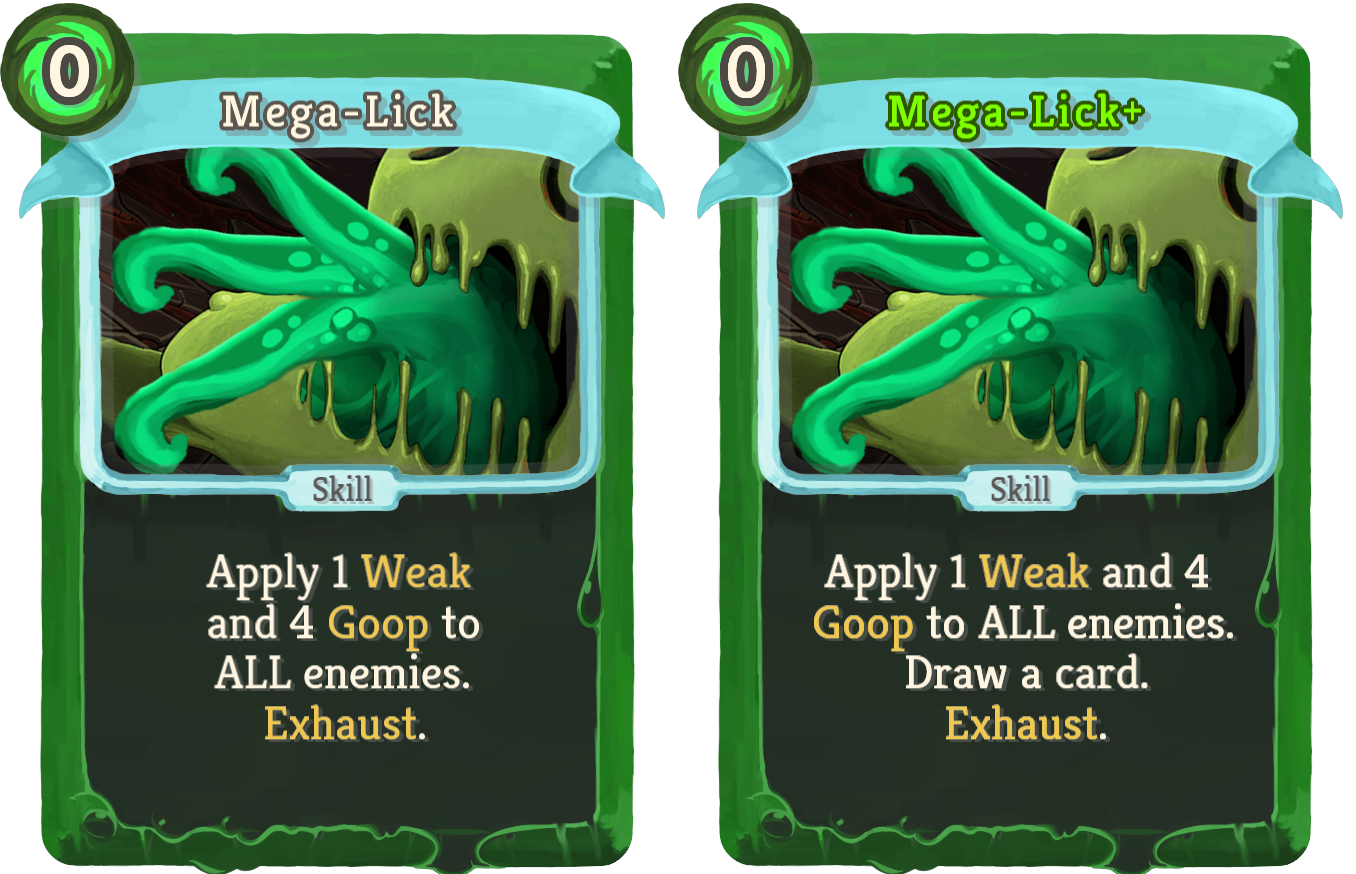 0
Mega-Lick
Skill
Apply 1 Weak
and 4 Goop to
ALL enemies.
Exhaust.
0
Mega-Lick+
Skill
Apply 1 Weak and 4
Goop to ALL enemies.
Draw a card.
Exhaust.